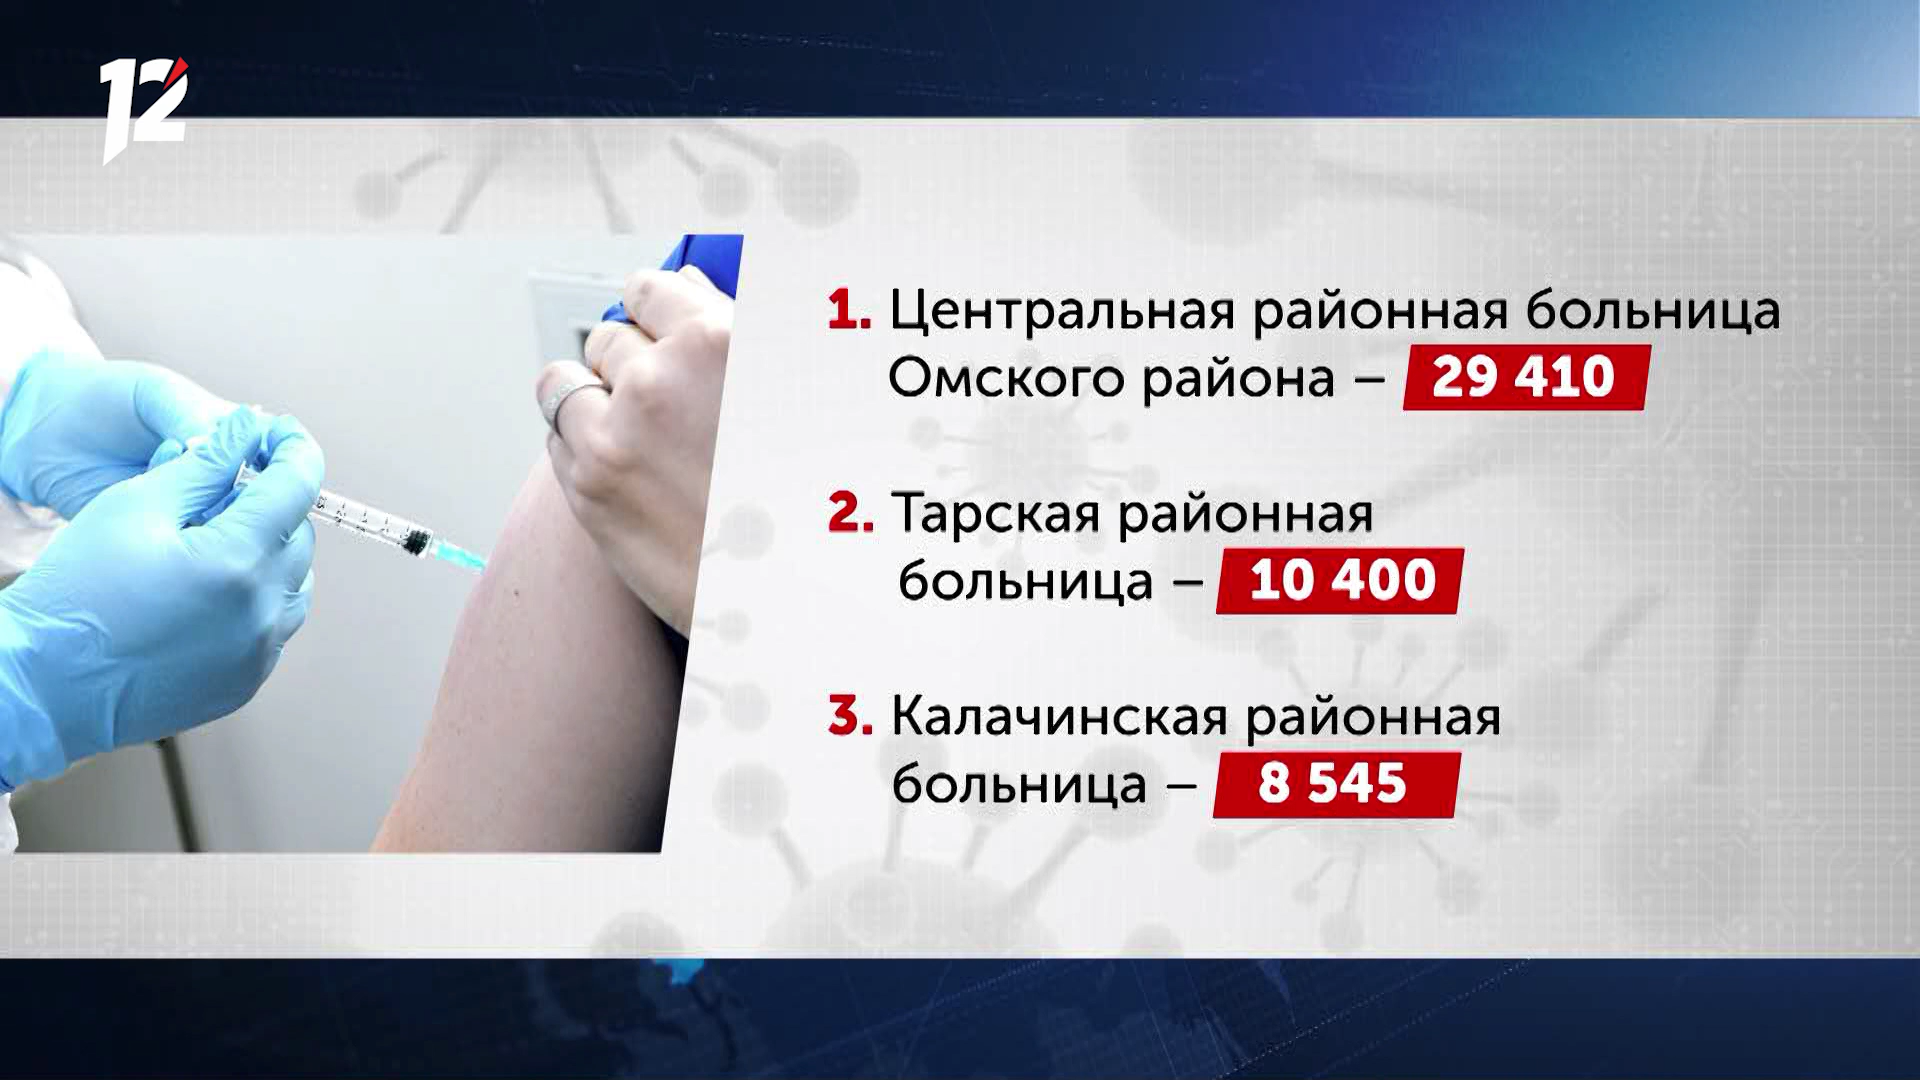 12
1. Центральная районная больница
Омского района – 29 410
2. Тарская районная
больница – 10 400
3. Калачинская районная
больница – 8 545